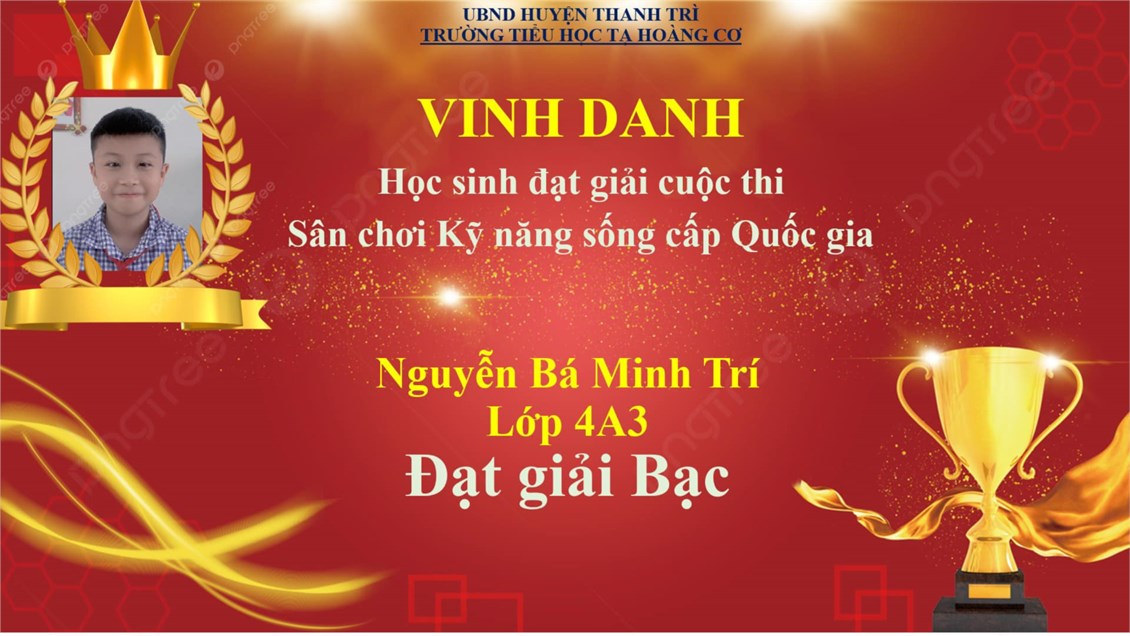 UBND HUYỆN THANH TRÌ
TRƯỜNG TIỂU HỌC TẠ HOÀNG CƠ
VINH DANH
Học sinh đạt giải cuộc thi
Sân chơi Kỹ năng sống cấp Quốc gia
Nguyễn Bá Minh Trí
Lớp 4A3
Đạt giải Bạc
pngtree